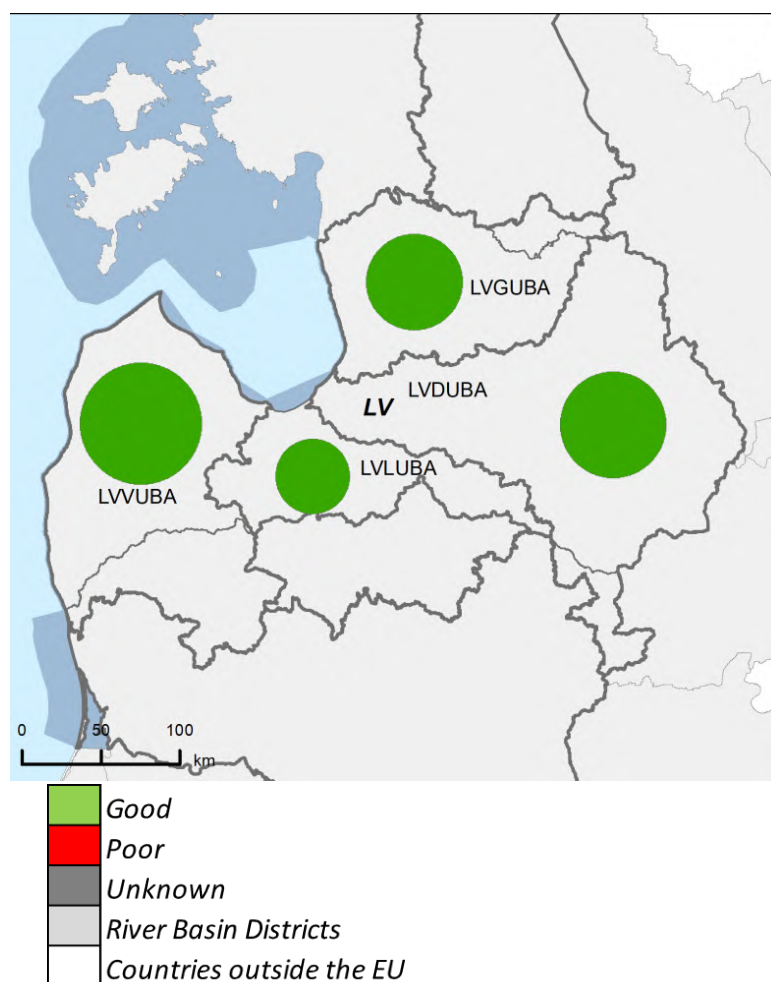 LVGUBA
LVDUBA
LV
LVLUBA
LVVUBA
0 50 100
km
Good
Poor
Unknown
River Basin Districts
Countries outside the EU